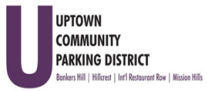 U
UPTOWN
COMMUNITY
PARKING DISTRICT
Bankers Hill | Hillcrest | Int'l Restaurant Row | Mission Hills